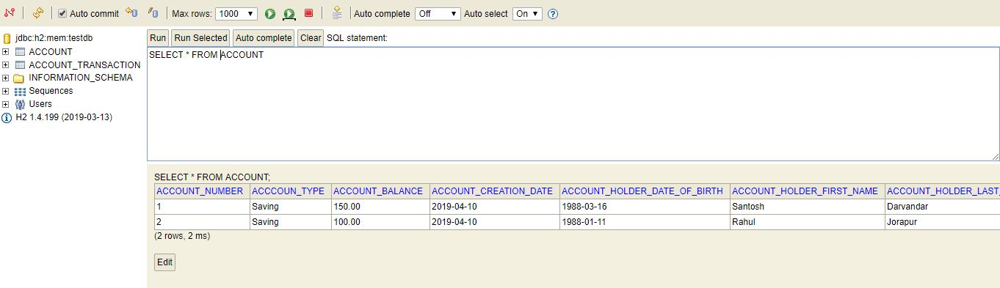 Auto commit Max rows: 1000 Auto complete Off Auto select On ?
jdbc:h2:mem:testdb
ACCOUNT
ACCOUNT_TRANSACTION
INFORMATION_SCHEMA
Sequences
Users
H2 1.4.199 (2019-03-13)
Run Run Selected Auto complete Clear SQL statement:
SELECT * FROM ACCOUNT
SELECT * FROM ACCOUNT;
ACCOUNT_NUMBER ACCCOUN_TYPE ACCOUNT_BALANCE ACCOUNT_CREATION_DATE ACCOUNT_HOLDER_DATE_OF_BIRTH ACCOUNT_HOLDER_FIRST_NAME ACCOUNT_HOLDER_LAST_
1 Saving 150.00 2019-04-10 1988-03-16 Santosh Darvandar
2 Saving 100.00 2019-04-10 1988-01-11 Rahul Jorapur
(2 rows, 2 ms)
Edit